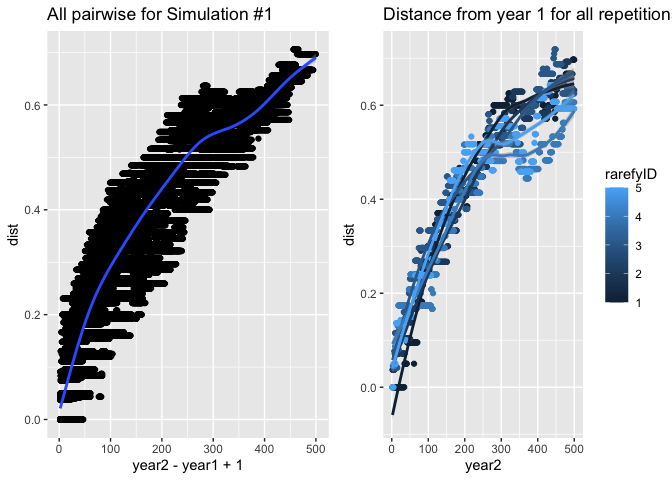 All pairwise for Simulation #1
dist
0.6
0.4
0.2
0.0
0 100 200 300 400 500
year2 - year1 + 1
Distance from year 1 for all repetition
dist
0.6
0.4
0.2
0.0
0 100 200 300 400 500
year2
rarefyID
5
4
3
2
1